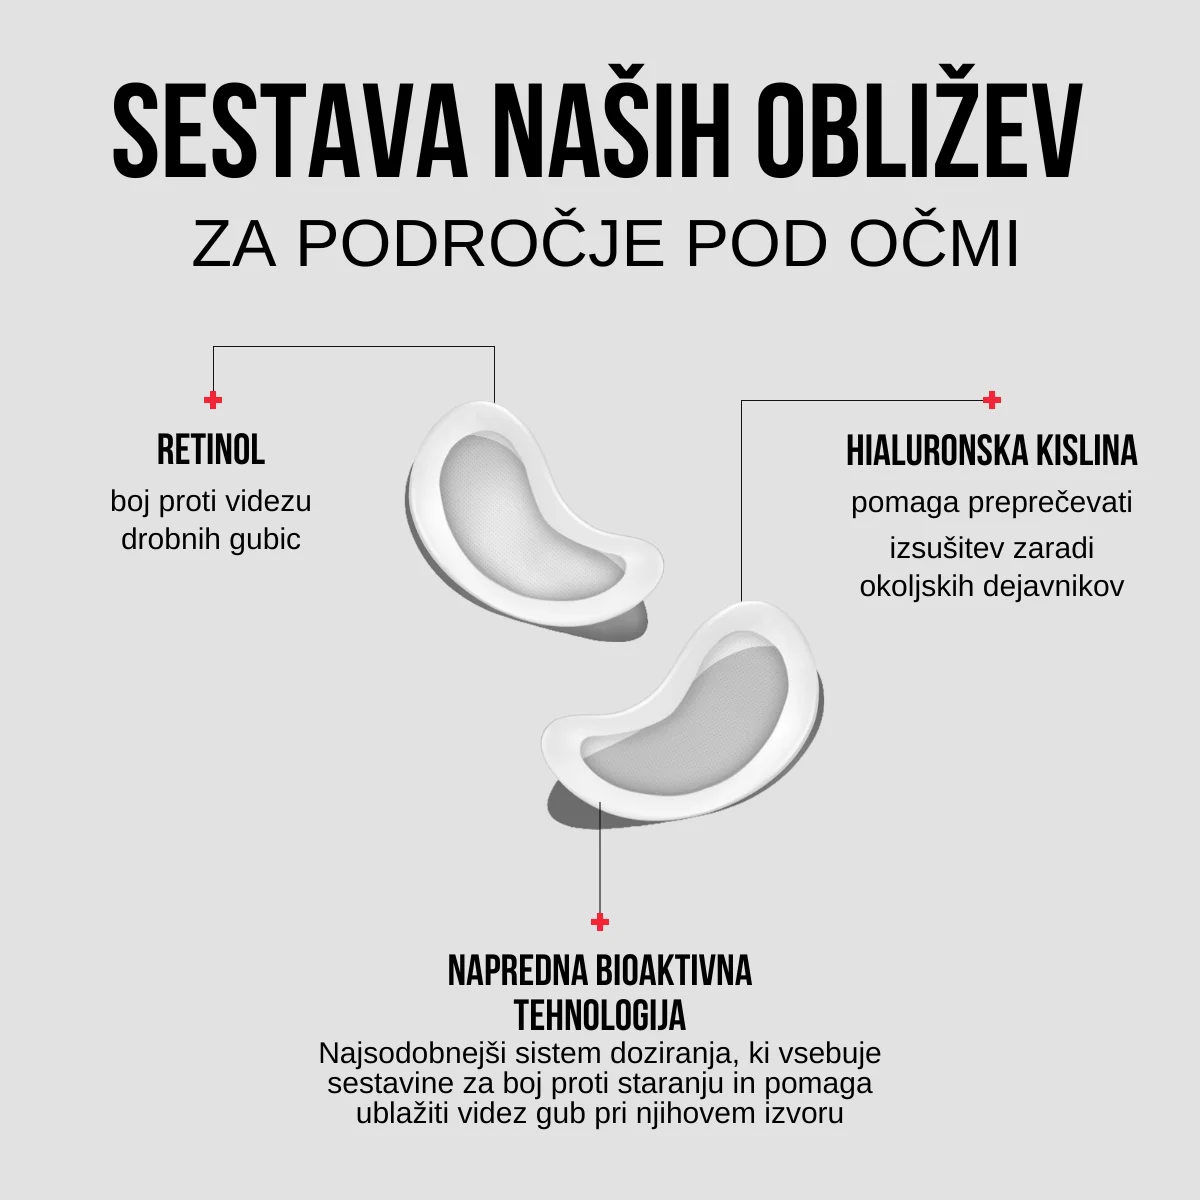 SESTAVA NAŠIH OBLIŽEV
ZA PODROČJE POD OČMI
RETINOL
boj proti videzu
drobnih gubic
HIALURONSKA KISLINA
pomaga preprečevati
izsušitev zaradi
okoljskih dejavnikov
NAPREDNA BIOAKTIVNA
TEHNOLOGIJA
Najsodobnejši sistem doziranja, ki vsebuje
sestavine za boj proti staranju in pomaga
ublažiti videz gub pri njihovem izvoru